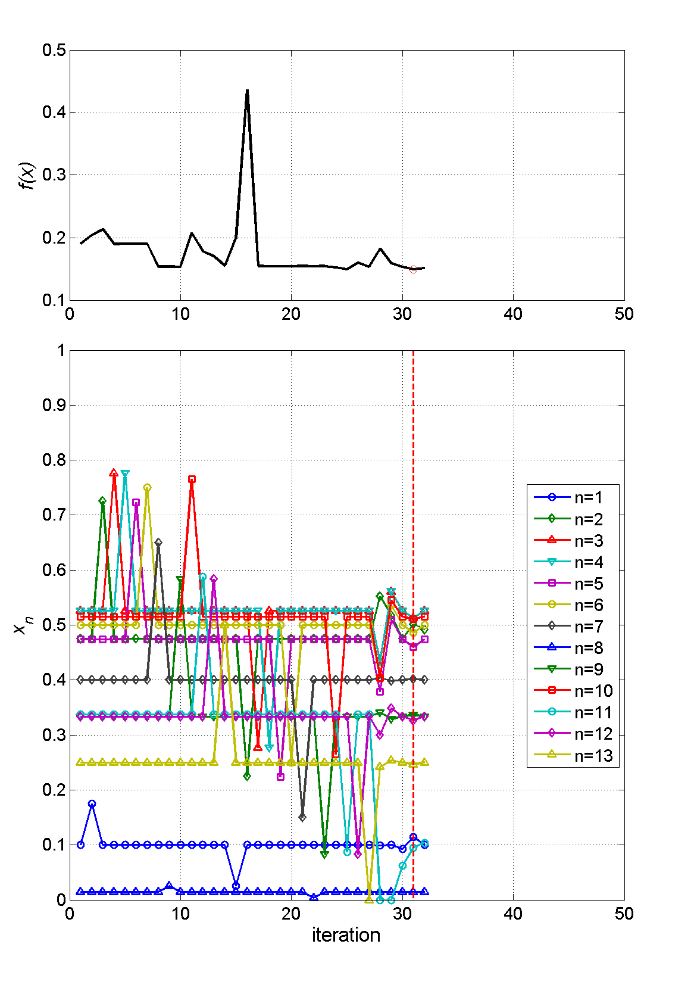 0.5
0.4
0.3
0.2
0.1
f(x)
0 10 20 30 40 50
1
0.9
0.8
0.7
0.6
0.5
0.4
0.3
0.2
0.1
0
xn
0 10 20 30 40 50
iteration
n=1
n=2
n=3
n=4
n=5
n=6
n=7
n=8
n=9
n=10
n=11
n=12
n=13